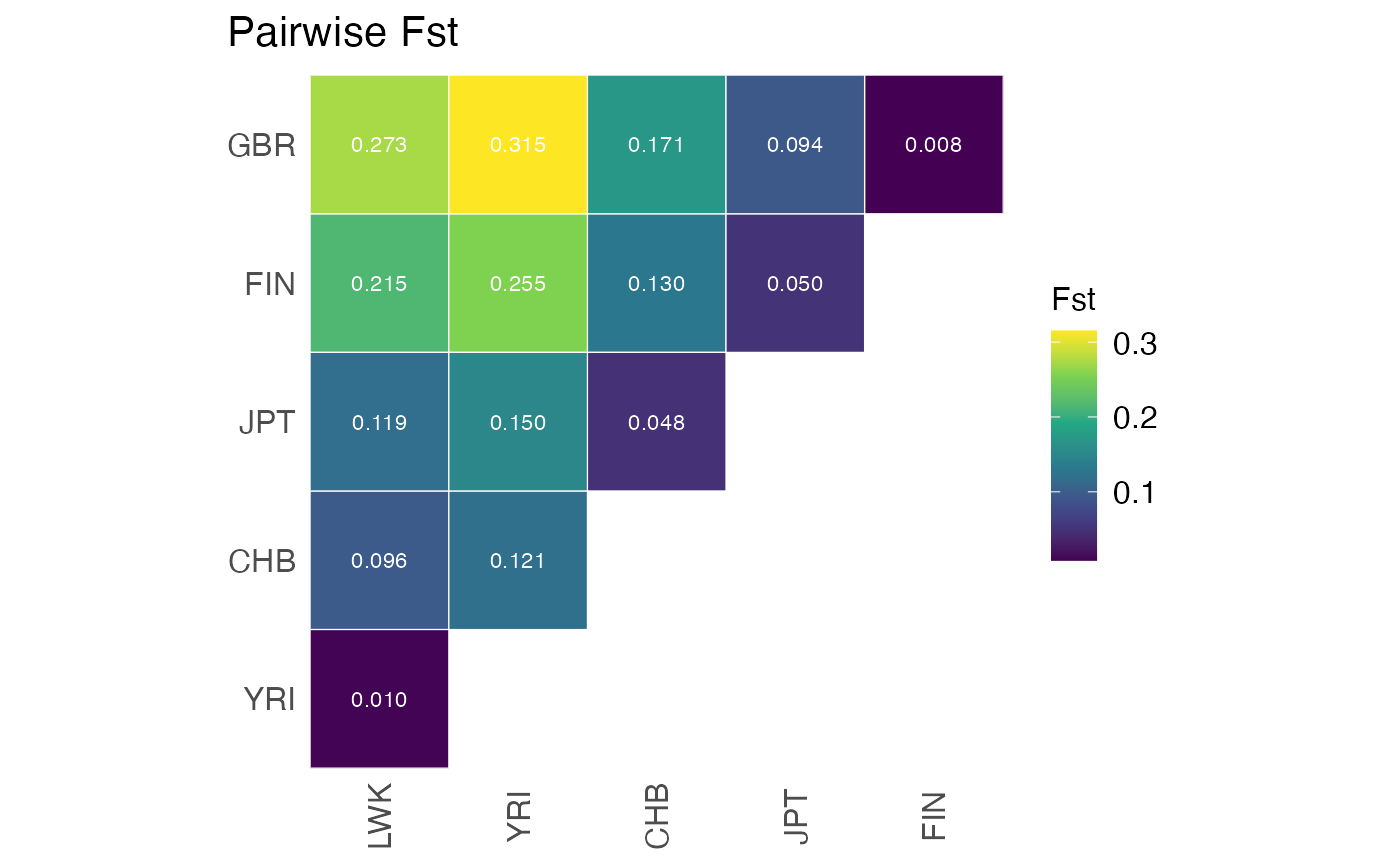 Pairwise Fst
GBR 0.273 0.315 0.171 0.094 0.008
FIN 0.215 0.255 0.130 0.050
JPT 0.119 0.150 0.048
CHB 0.096 0.121
YRI 0.010
LWK YRI CHB JPT FIN
Fst
0.3
0.2
0.1